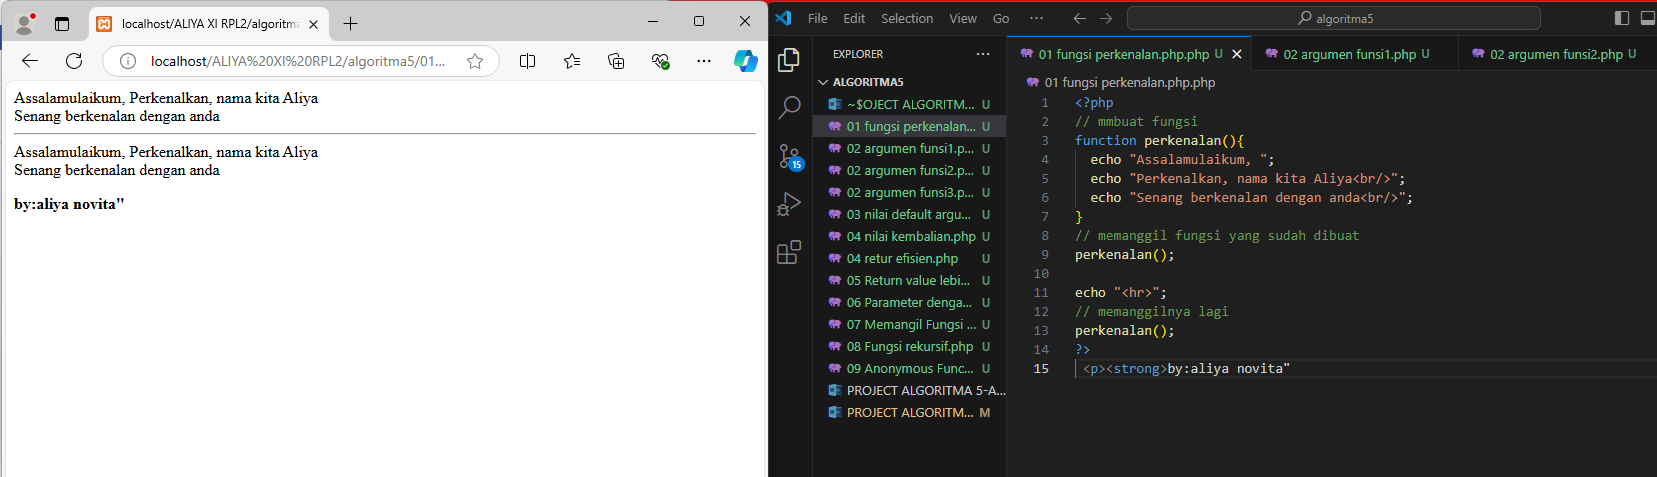 localhost/ALIYA XI RPL2/algoritma
localhost/ALIYA%20XI%20RPL2/algoritma5/01...
Assalamulaikum, Perkenalkan, nama kita Aliya
Senang berkenalan dengan anda
Assalamulaikum, Perkenalkan, nama kita Aliya
Senang berkenalan dengan anda
by:aliya novita"
File Edit Selection View Go ··· algoritma5
EXPLORER ···
ALGORITMA5
~$OJECT ALGORITM... U
01 fungsi perkenalan... U
02 argumen funsi1.p... U
02 argumen funsi2.p... U
02 argumen funsi3.p... U
03 nilai default argu... U
04 nilai kembalian.php U
04 retur efisien.php U
05 Return value lebi... U
06 Parameter denga... U
07 Memangil Fungsi ... U
08 Fungsi rekursif.php U
09 Anonymous Func... U
PROJECT ALGORITMA 5-A...
PROJECT ALGORITM... M
15
01 fungsi perkenalan.php.php U 02 argumen funsi1.php U 02 argumen funsi2.php U
01 fungsi perkenalan.php.php
1 <?php
2 // mmbuat fungsi
3 function perkenalan(){
4 echo "Assalamulaikum, ";
5 echo "Perkenalkan, nama kita Aliya<br/>";
6 echo "Senang berkenalan dengan anda<br/>";
7 }
8 // memanggil fungsi yang sudah dibuat
9 perkenalan();
10
11 echo "<hr>";
12 // memanggilnya lagi
13 perkenalan();
14 ?>
15 <p><strong>by:aliya novita"